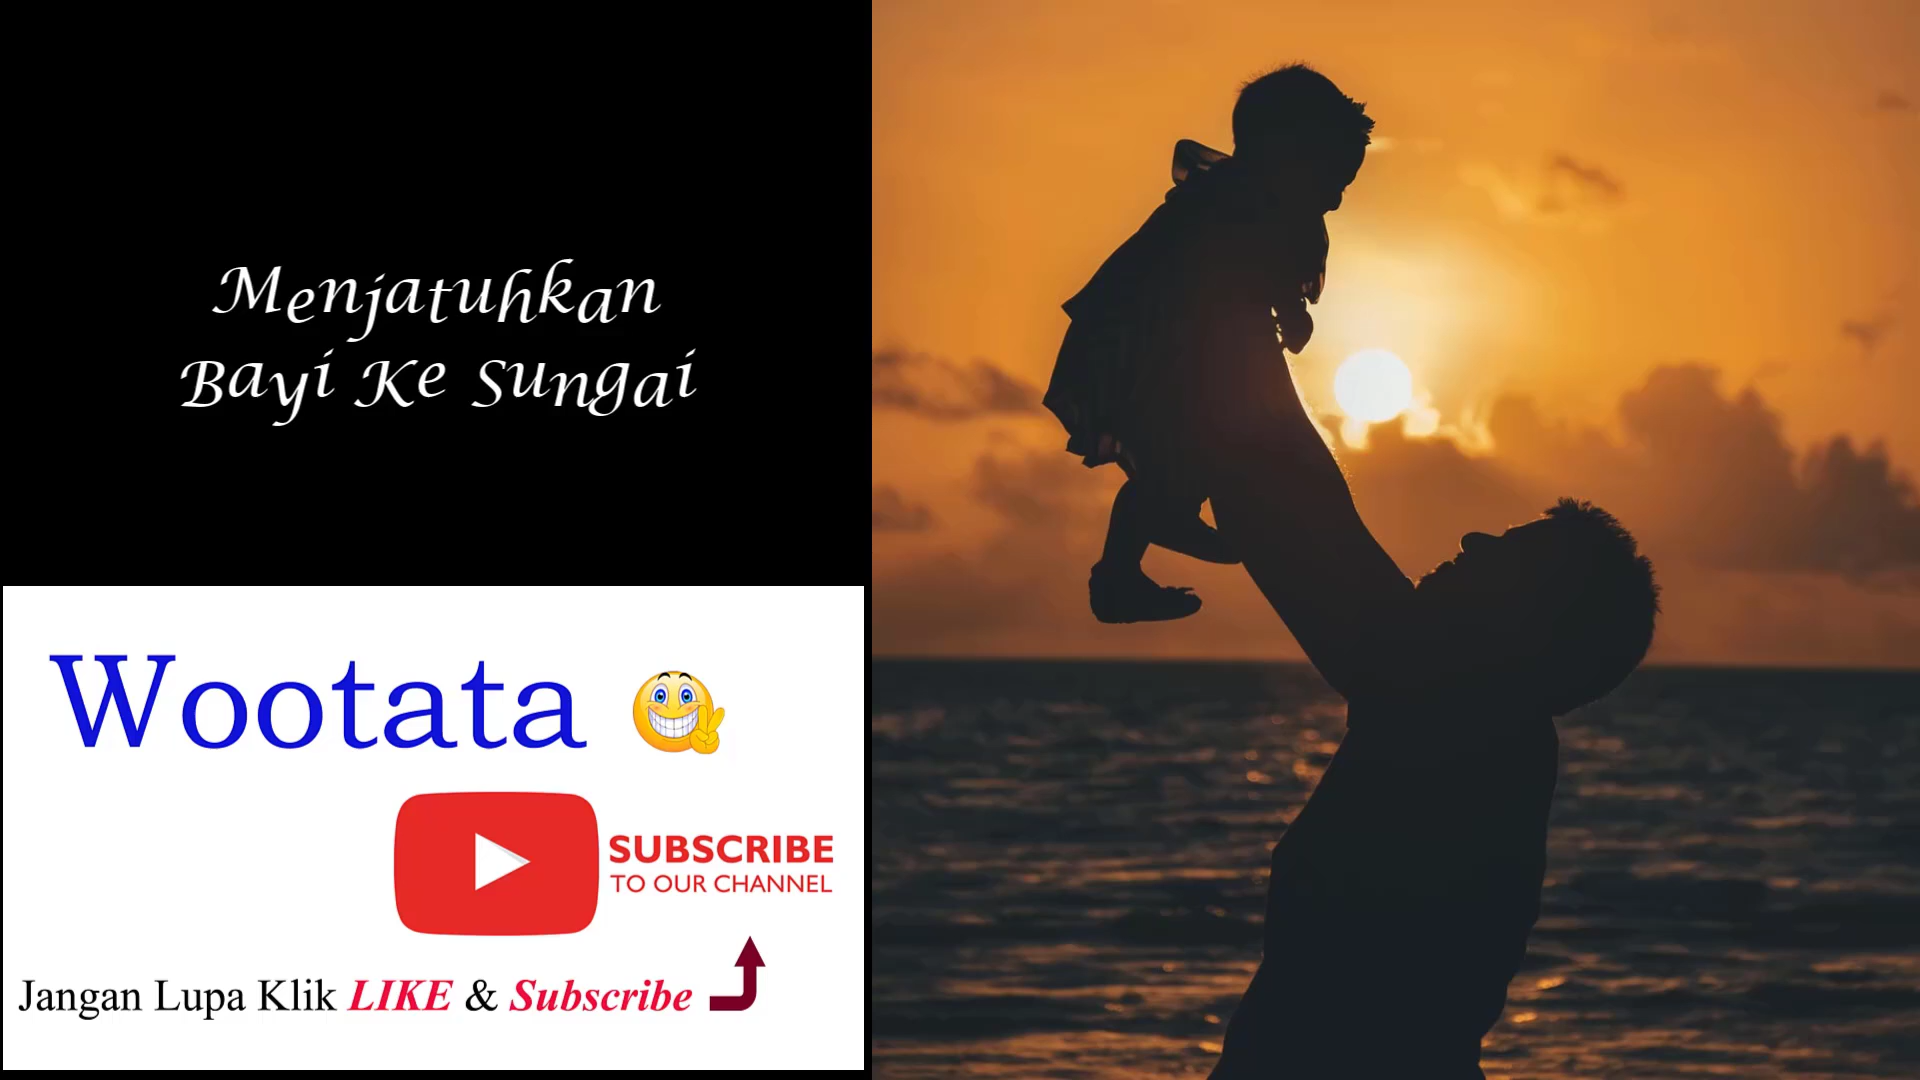 Menjatuhkan
Bayi Ke Sungai
Wootata
SUBSCRIBE
TO OUR CHANNEL
Jangan Lupa Klik LIKE & Subscribe